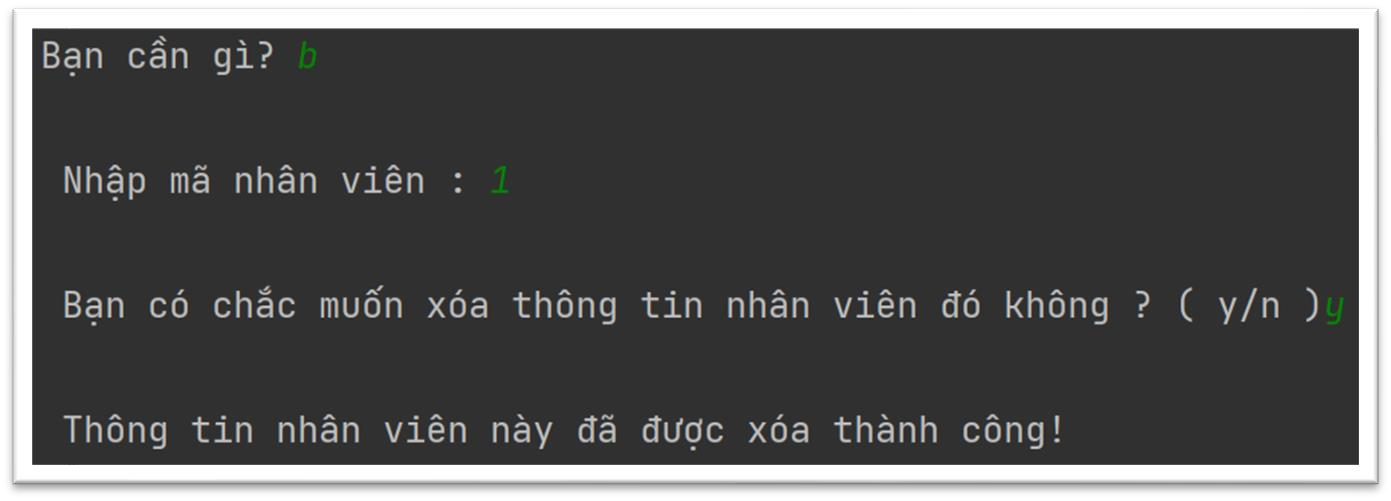 Bạn cần gì? b
Nhập mã nhân viên : 1
Bạn có chắc muốn xóa thông tin nhân viên đó không ? ( y/n )y
Thông tin nhân viên này đã được xóa thành công!